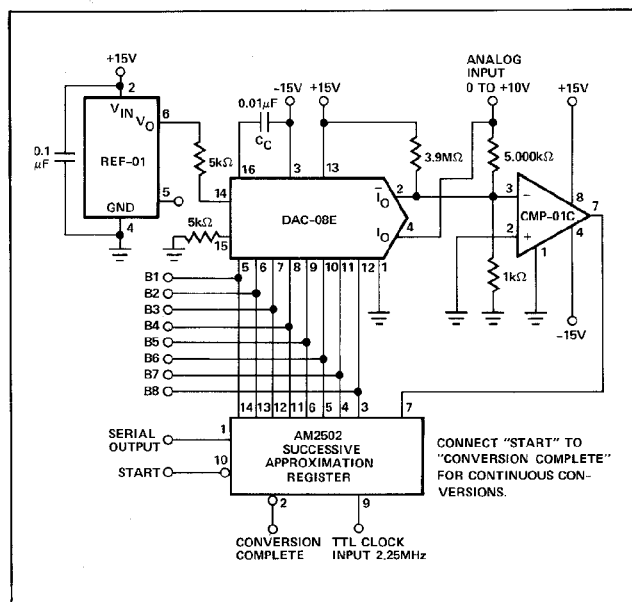 +15V
2
VIN
VO
6
0.1
µF
REF-01
5
GND
4
5kΩ
0.01µF
CC
-15V
+15V
16
3
13
14
5kΩ
15
DAC-08E
IO
2
IO
4
3.9MΩ
ANALOG
INPUT
0 TO +10V
5.000kΩ
+15V
8
3
-
CMP-01C
7
2
+
4
1
1kΩ
-15V
5 6 7 8 9 10 11 12 1
B1
B2
B3
B4
B5
B6
B7
B8
14 13 12 11 6 5 4 3 7
SERIAL
OUTPUT
1
START
10
AM2502
SUCCESSIVE
APPROXIMATION
REGISTER
2
9
CONVERSION
COMPLETE
TTL CLOCK
INPUT 2.25MHz
CONNECT "START" TO
"CONVERSION COMPLETE"
FOR CONTINUOUS CON-
VERSIONS.